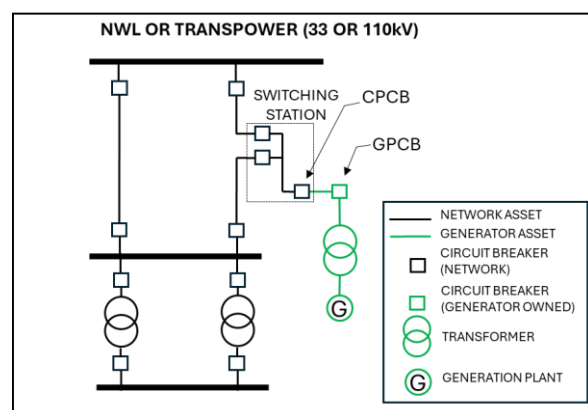 NWL OR TRANSPOWER (33 OR 110kV)
SWITCHING
STATION
CPCB
GPCB
G
NETWORK ASSET
GENERATOR ASSET
CIRCUIT BREAKER
(NETWORK)
CIRCUIT BREAKER
(GENERATOR OWNED)
TRANSFORMER
G
GENERATION PLANT